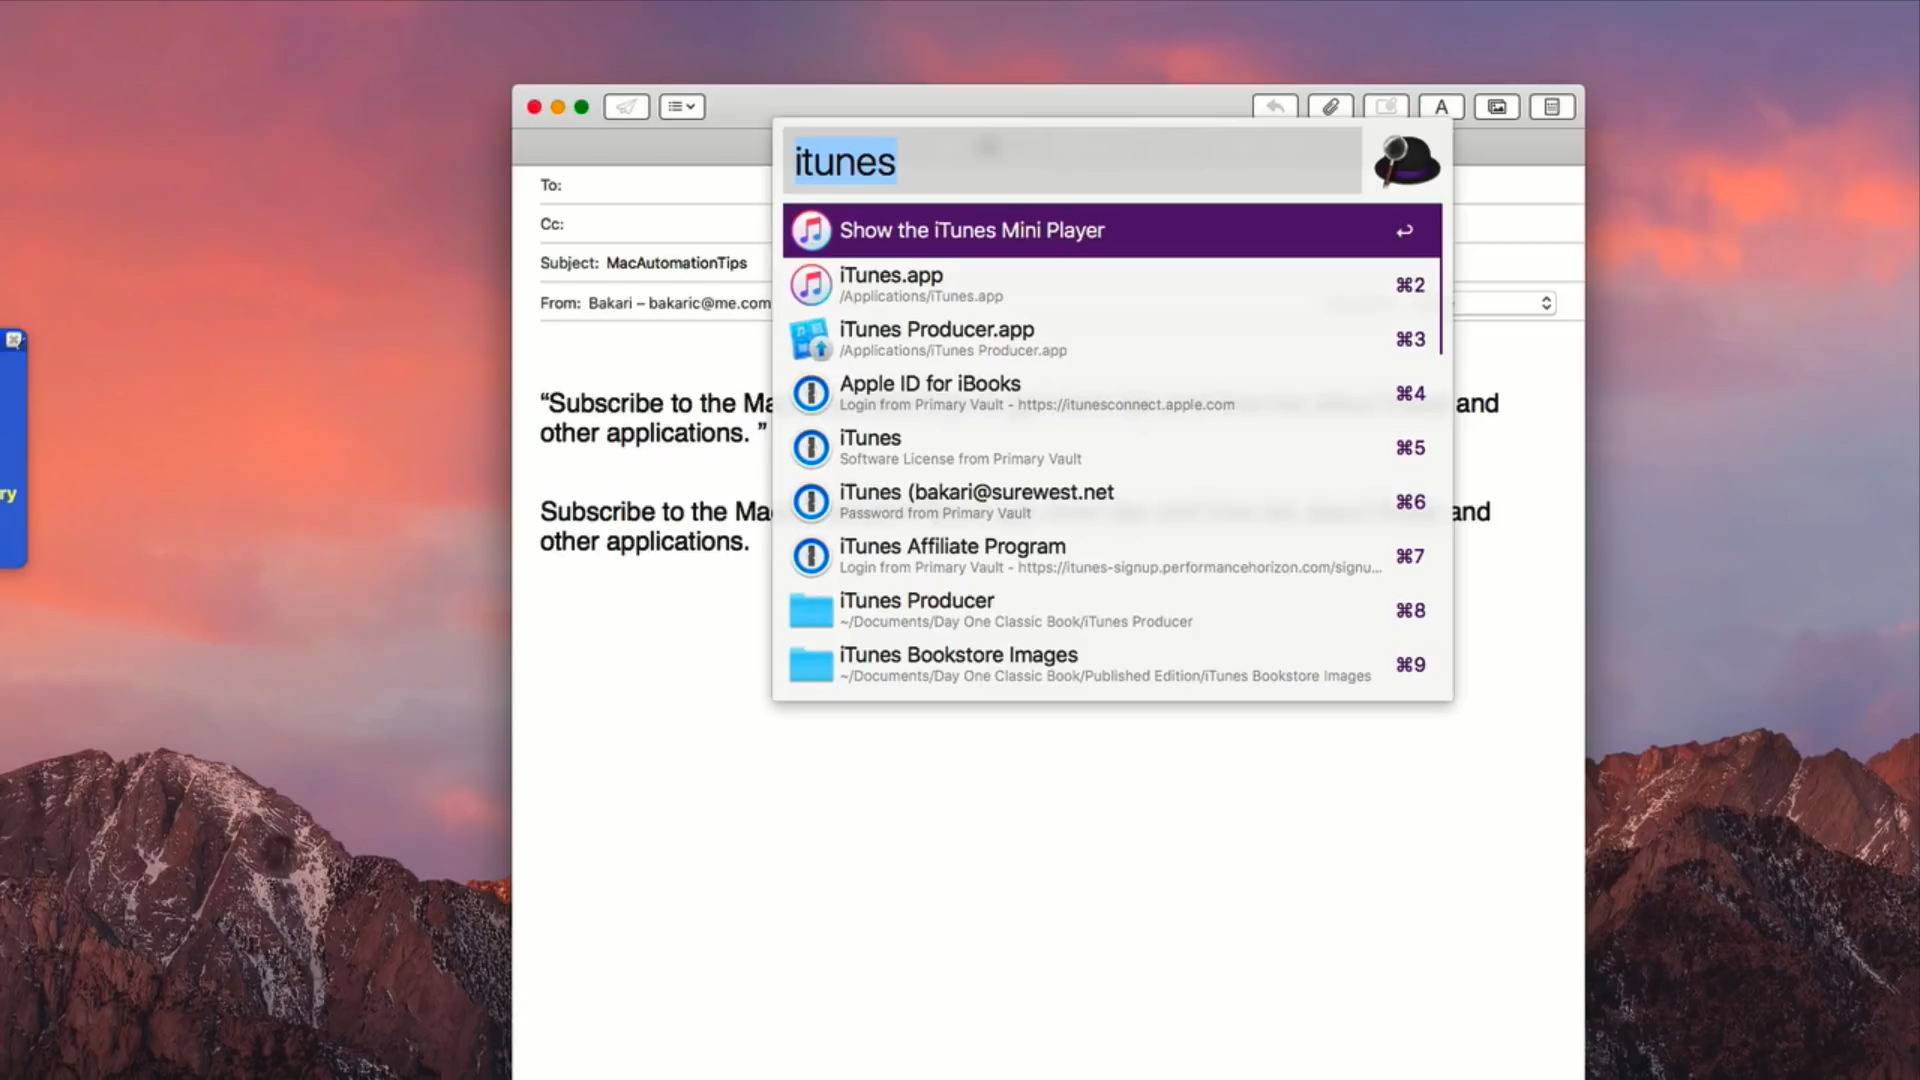 A
itunes
Show the iTunes Mini Player
iTunes.app ⌘2
/Applications/iTunes.app
iTunes Producer.app ⌘3
/Applications/iTunes Producer.app
Apple ID for iBooks ⌘4
Login from Primary Vault - https://itunesconnect.apple.com
iTunes ⌘5
Software License from Primary Vault
iTunes (bakari@surewest.net ⌘6
Password from Primary Vault
iTunes Affiliate Program ⌘7
Login from Primary Vault - https://itunes-signup.performancehorizon.com/signu...
iTunes Producer ⌘8
~/Documents/Day One Classic Book/iTunes Producer
iTunes Bookstore Images ⌘9
~/Documents/Day One Classic Book/Published Edition/iTunes Bookstore Images
To:
Cc:
Subject: MacAutomationTips
From: Bakari – bakaric@me.com
“Subscribe to the Ma and
other applications. ”
Subscribe to the Mac and
other applications.
ry